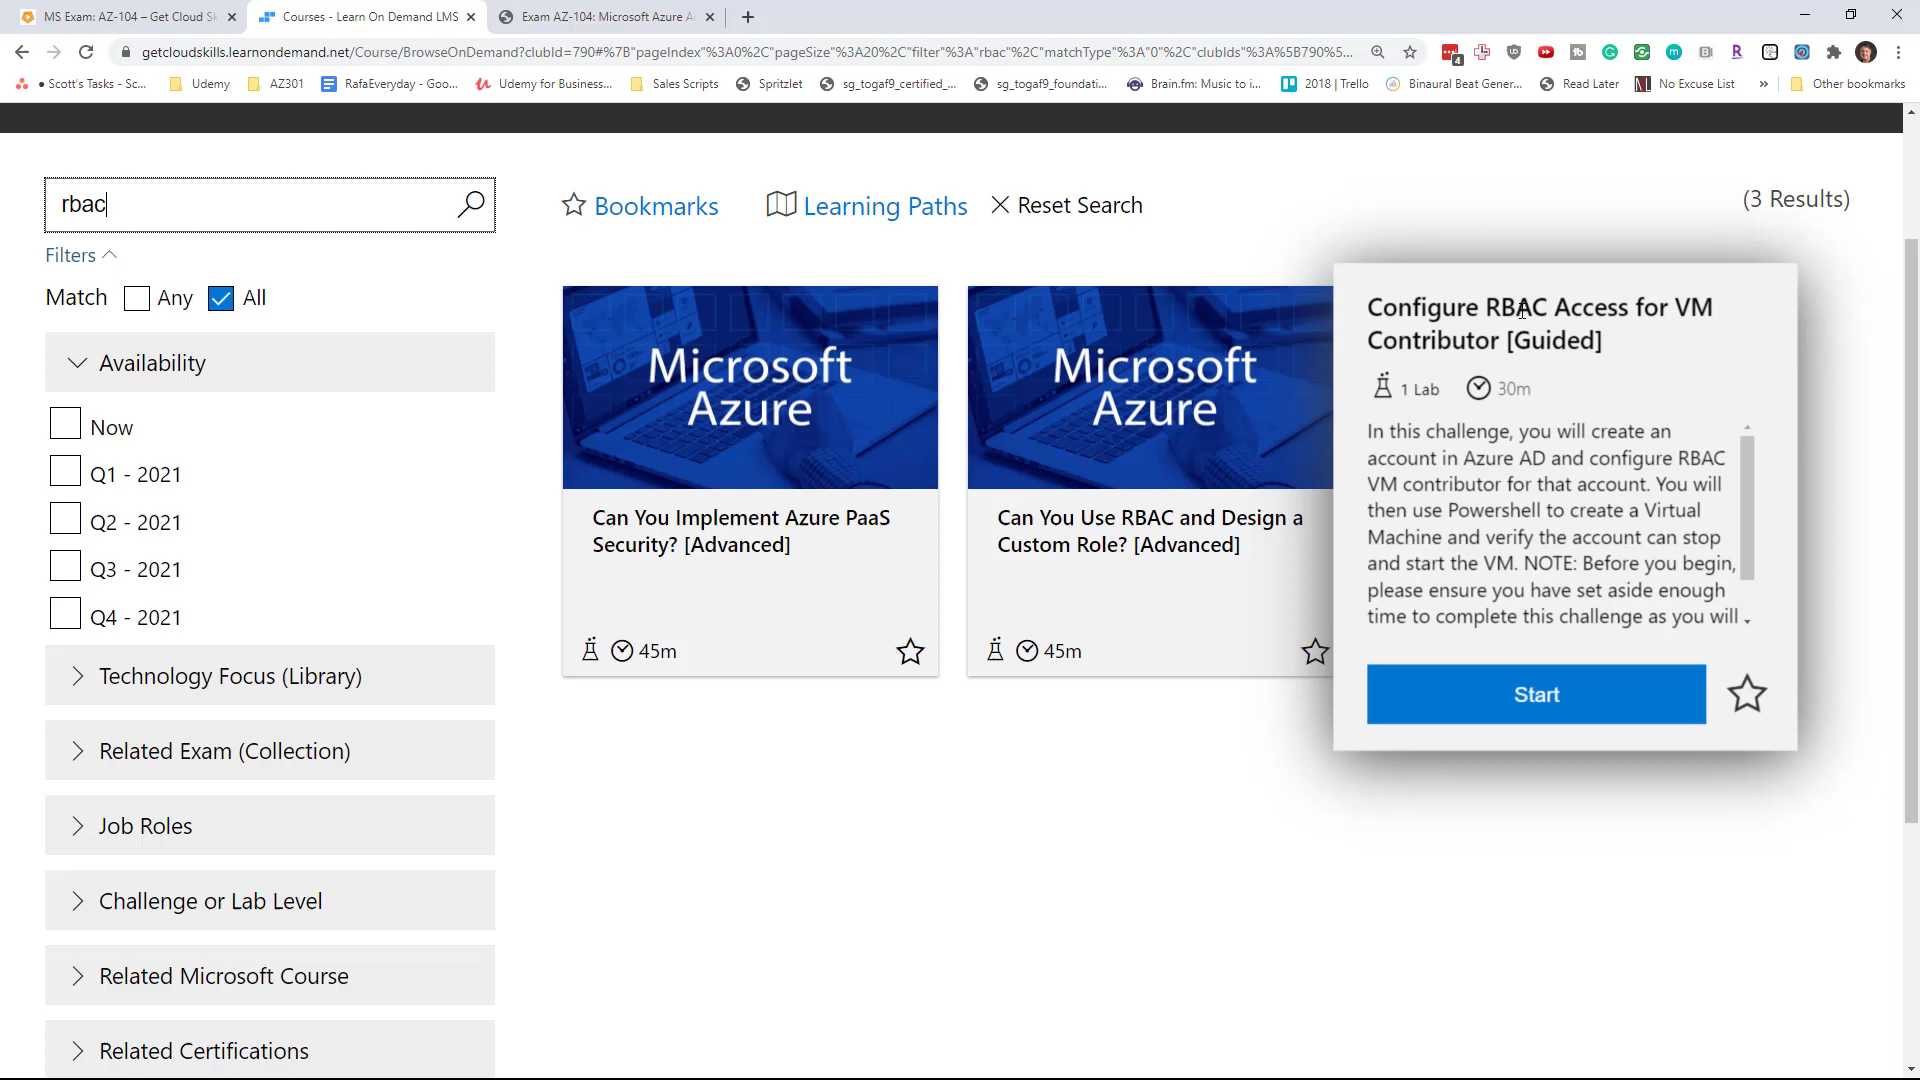 MS Exam: AZ-104 – Get Cloud Sk
Courses - Learn On Demand LMS
Exam AZ-104: Microsoft Azure A
getcloudskills.learnondemand.net/Course/BrowseOnDemand?clubId=790#%7B"pageIndex"%3A0%2C"pageSize"%3A20%2C"filter"%3A"rbac"%2C"matchType"%3A"0"%2C"clubIds"%3A%5B790%5...
4
• Scott's Tasks - Sc...
Udemy
AZ301
RafaEveryday - Goo...
Udemy for Business...
Sales Scripts
Spritzlet
sg_togaf9_certified_...
sg_togaf9_foundati...
Brain.fm: Music to i...
2018 | Trello
Binaural Beat Gener...
Read Later
No Excuse List
»
Other bookmarks
rbac
Bookmarks
Learning Paths
Reset Search
(3 Results)
Filters
Match
Any
All
Availability
Now
Q1 - 2021
Q2 - 2021
Q3 - 2021
Q4 - 2021
Technology Focus (Library)
Related Exam (Collection)
Job Roles
Challenge or Lab Level
Related Microsoft Course
Related Certifications
Microsoft
Azure
Can You Implement Azure PaaS
Security? [Advanced]
45m
Microsoft
Azure
Can You Use RBAC and Design a
Custom Role? [Advanced]
45m
Configure RBAC Access for VM
Contributor [Guided]
1 Lab
30m
In this challenge, you will create an
account in Azure AD and configure RBAC
VM contributor for that account. You will
then use Powershell to create a Virtual
Machine and verify the account can stop
and start the VM. NOTE: Before you begin,
please ensure you have set aside enough
time to complete this challenge as you will
Start